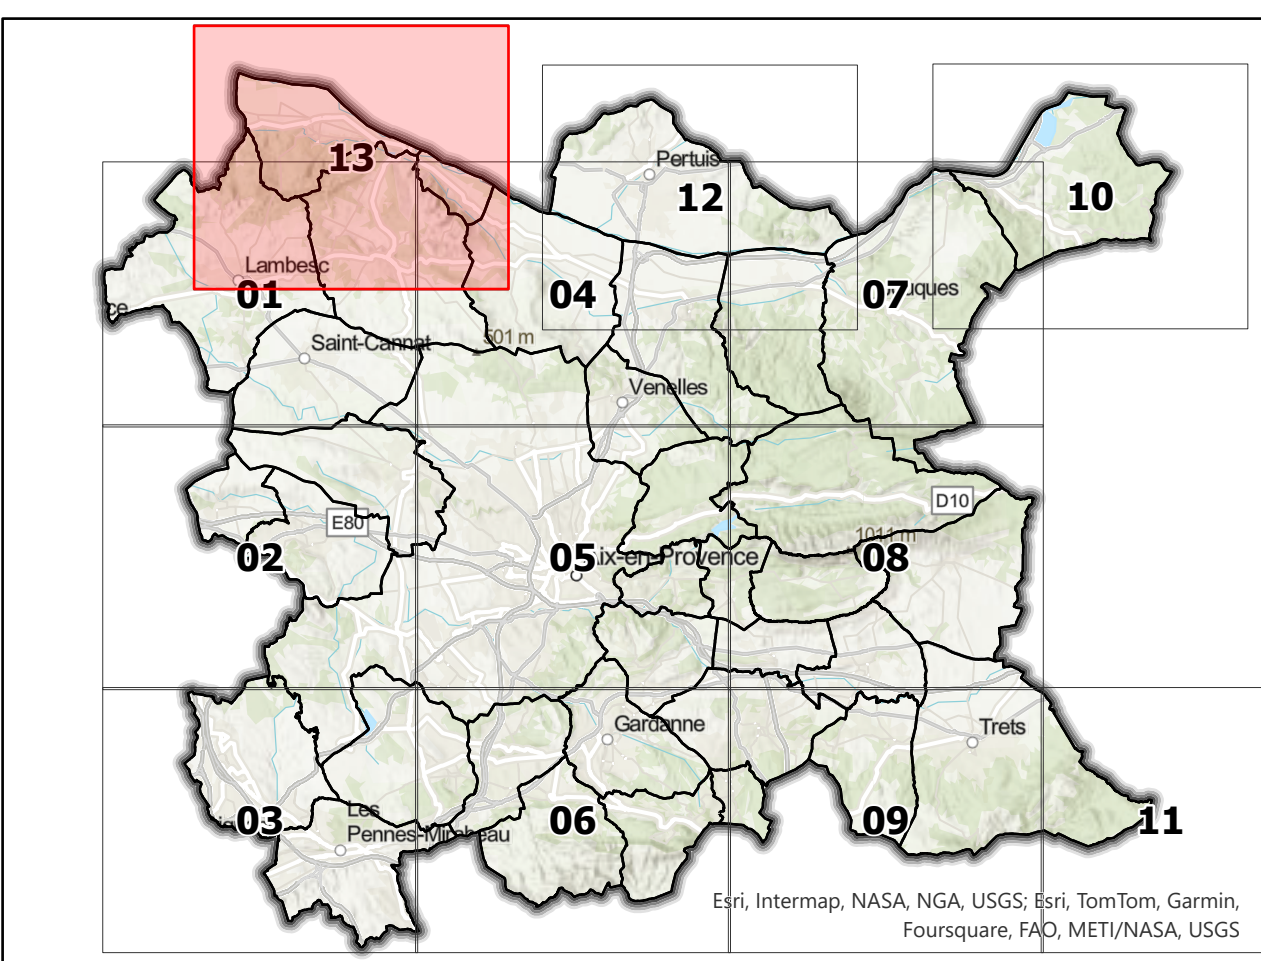 13
Pertuis
12
10
Lambesc
01
04
07
uques
ce
Saint-Cannat
501 m
Venelles
D10
E80
1011 m
02
05
Aix-en-Provence
08
Gardanne
Trets
Les
Pennes-Mirabeau
03
06
09
11
Esri, Intermap, NASA, NGA, USGS; Esri, TomTom, Garmin,
Foursquare, FAO, METI/NASA, USGS